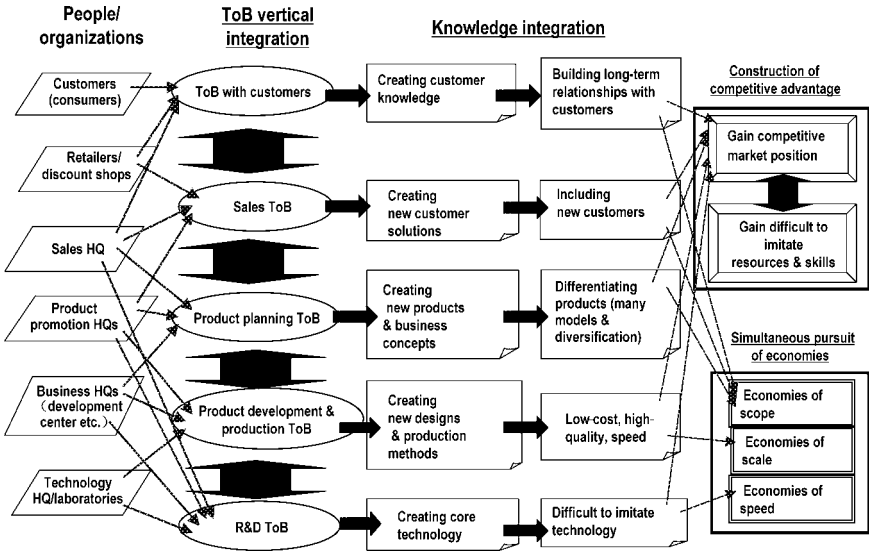 People/
organizations
ToB vertical
integration
Knowledge integration
Customers
(consumers)
ToB with customers
Creating customer
knowledge
Building long-term
relationships with
customers
Construction of
competitive advantage
Gain competitive
market position
Retailers/
discount shops
Sales ToB
Creating
new customer
solutions
Including
new customers
Gain difficult to
imitate
resources & skills
Sales HQ
Product
promotion HQs
Product planning ToB
Creating
new products
& business
concepts
Differentiating
products (many
models &
diversification)
Simultaneous pursuit
of economies
Business HQs
（development
center etc.）
Product development &
production ToB
Creating
new designs
& production
methods
Low-cost, high-
quality, speed
Economies of
scope
Economies of
scale
Economies of
speed
Technology
HQ/laboratories
R&D ToB
Creating core
technology
Difficult to imitate
technology